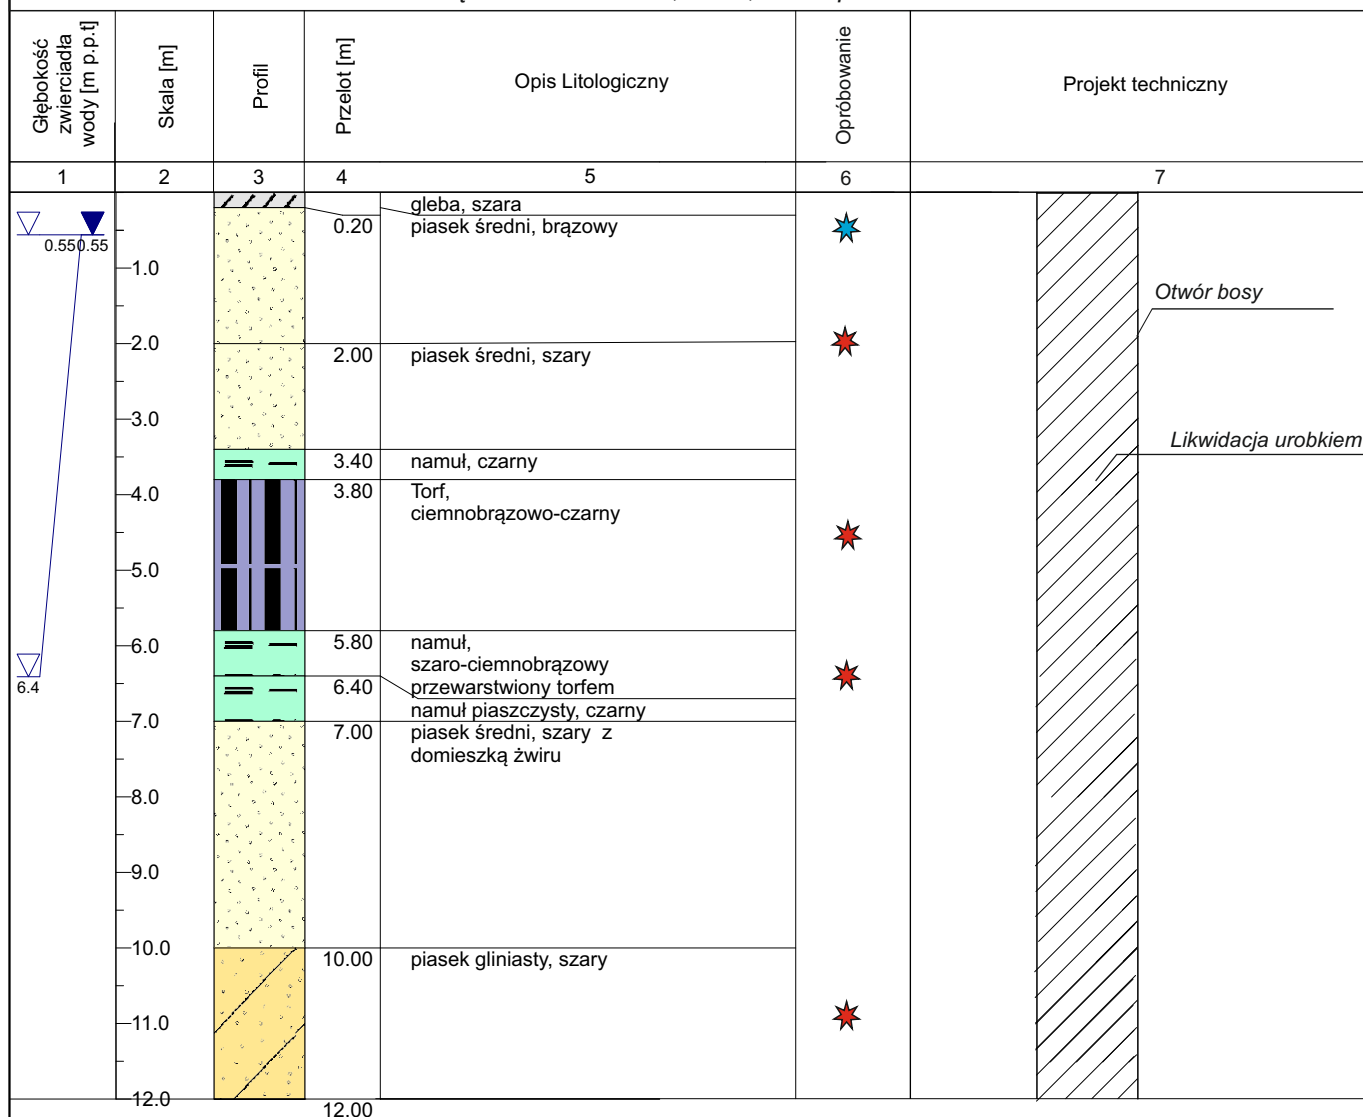 Głębokość
zwierciadła
wody [m p.p.t]
Skala [m]
Profil
Przelot [m]
Opis Litologiczny
Opróbowanie
Projekt techniczny
1 2 3 4 5 6 7
gleba, szara
0.20 piasek średni, brązowy
0.55 0.55
1.0
Otwór bosy
2.0
2.00 piasek średni, szary
3.0
Likwidacja urobkiem
3.40 namuł, czarny
3.80 Torf,
4.0
ciemnobrązowo-czarny
5.0
5.80 namuł,
6.0
szaro-ciemnobrązowy
6.4
6.40 przewarstwiony torfem
namuł piaszczysty, czarny
7.0
7.00 piasek średni, szary z
domieszką żwiru
8.0
9.0
10.0
10.00 piasek gliniasty, szary
11.0
12.0
12.00